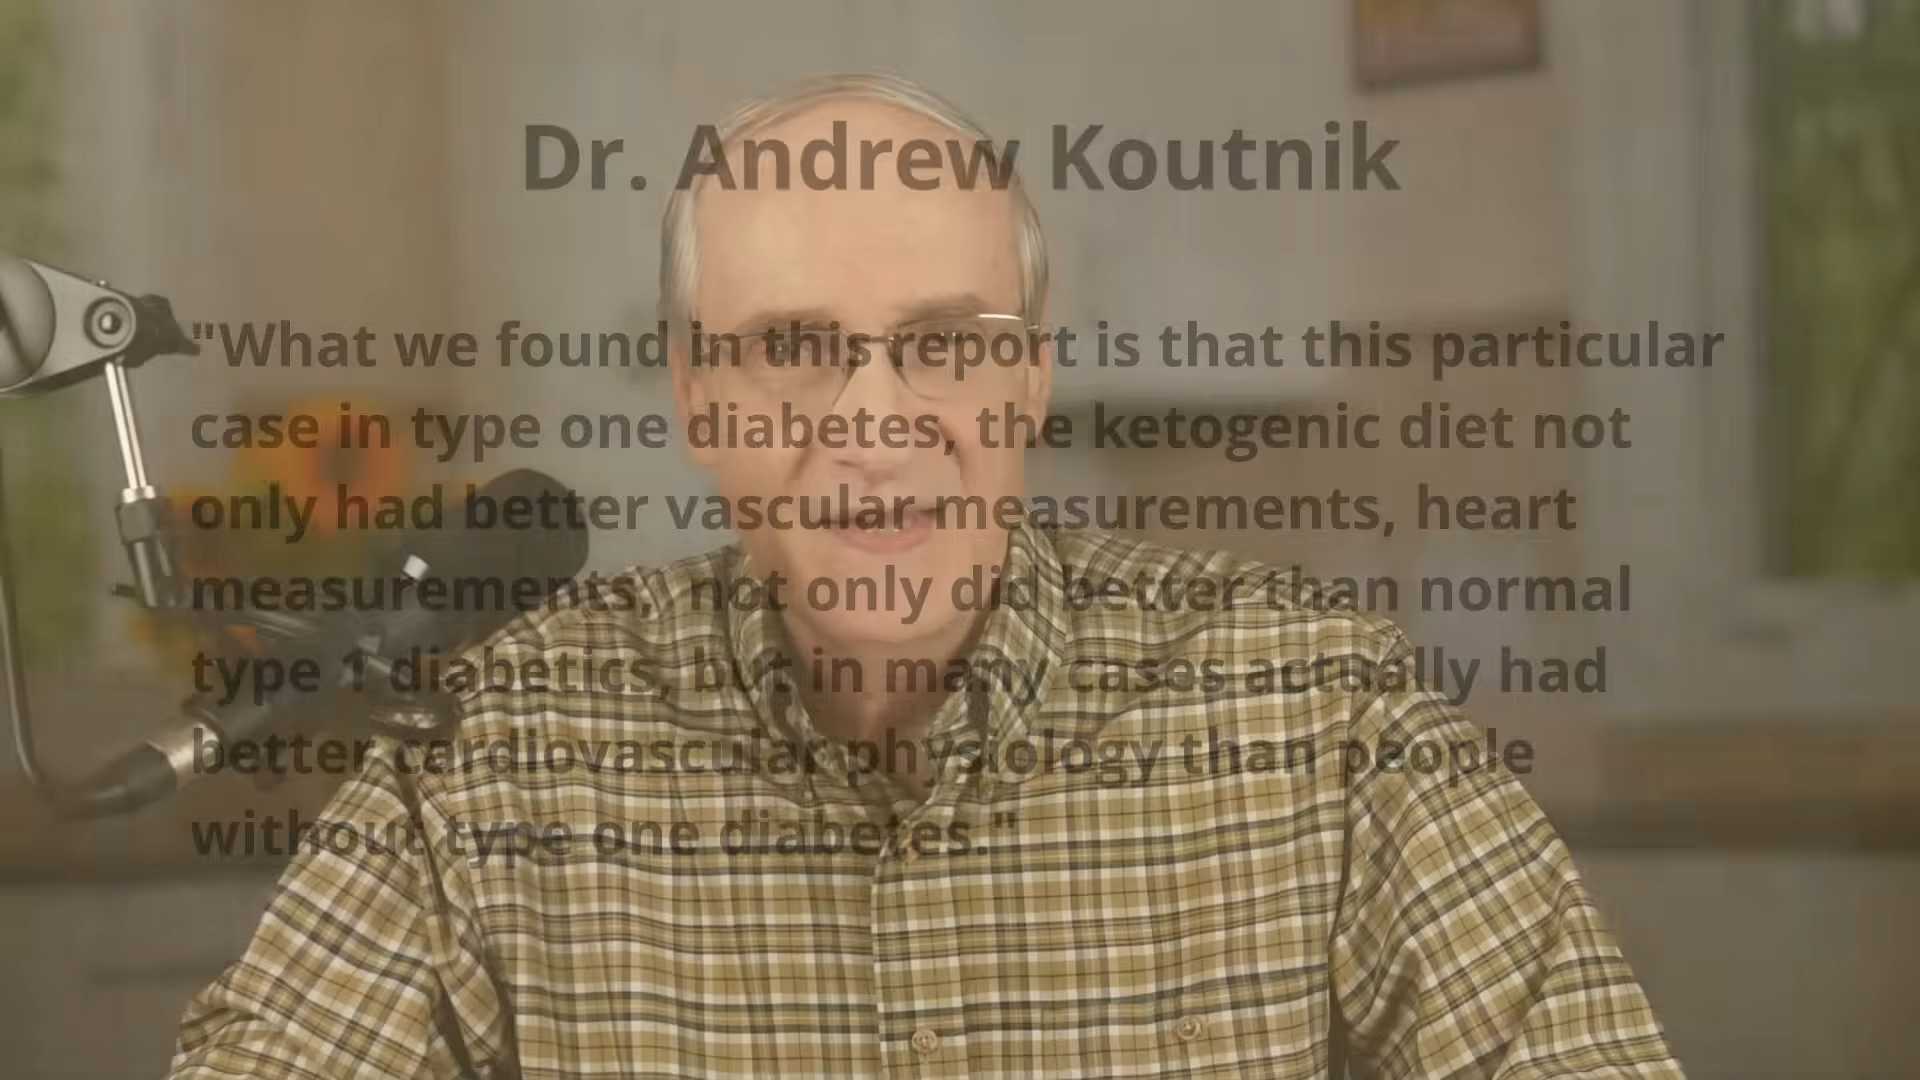 Dr. Andrew Koutnik
"What we found in this report is that this particular
case in type one diabetes, the ketogenic diet not
only had better vascular measurements, heart
measurements, not only did better than normal
type 1 diabetics, but in many cases actually had
better cardiovascular physiology than people
without type one diabetes."